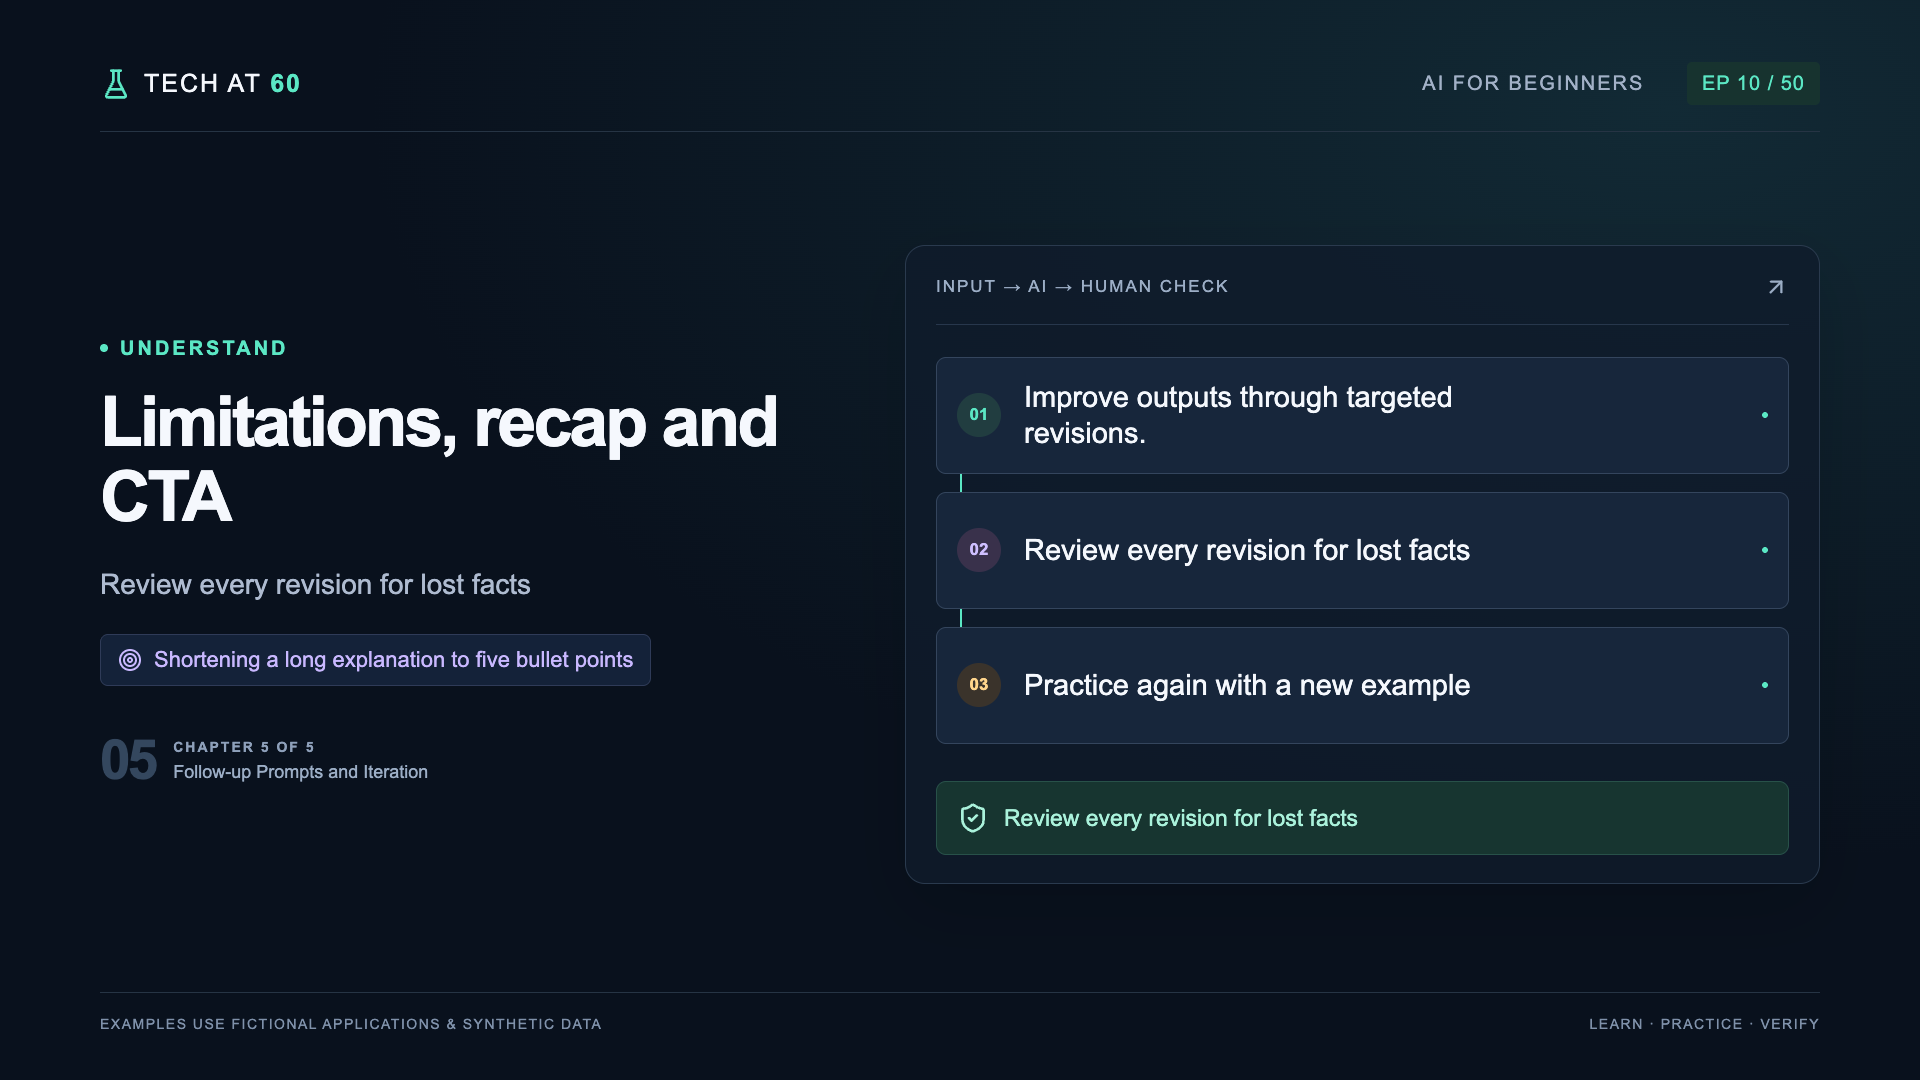 TECH AT 60
AI FOR BEGINNERS
EP 10 / 50
UNDERSTAND
Limitations, recap and
CTA
Review every revision for lost facts
Shortening a long explanation to five bullet points
05
CHAPTER 5 OF 5
Follow-up Prompts and Iteration
INPUT → AI → HUMAN CHECK
01
Improve outputs through targeted
revisions.
02
Review every revision for lost facts
03
Practice again with a new example
Review every revision for lost facts
EXAMPLES USE FICTIONAL APPLICATIONS & SYNTHETIC DATA
LEARN · PRACTICE · VERIFY